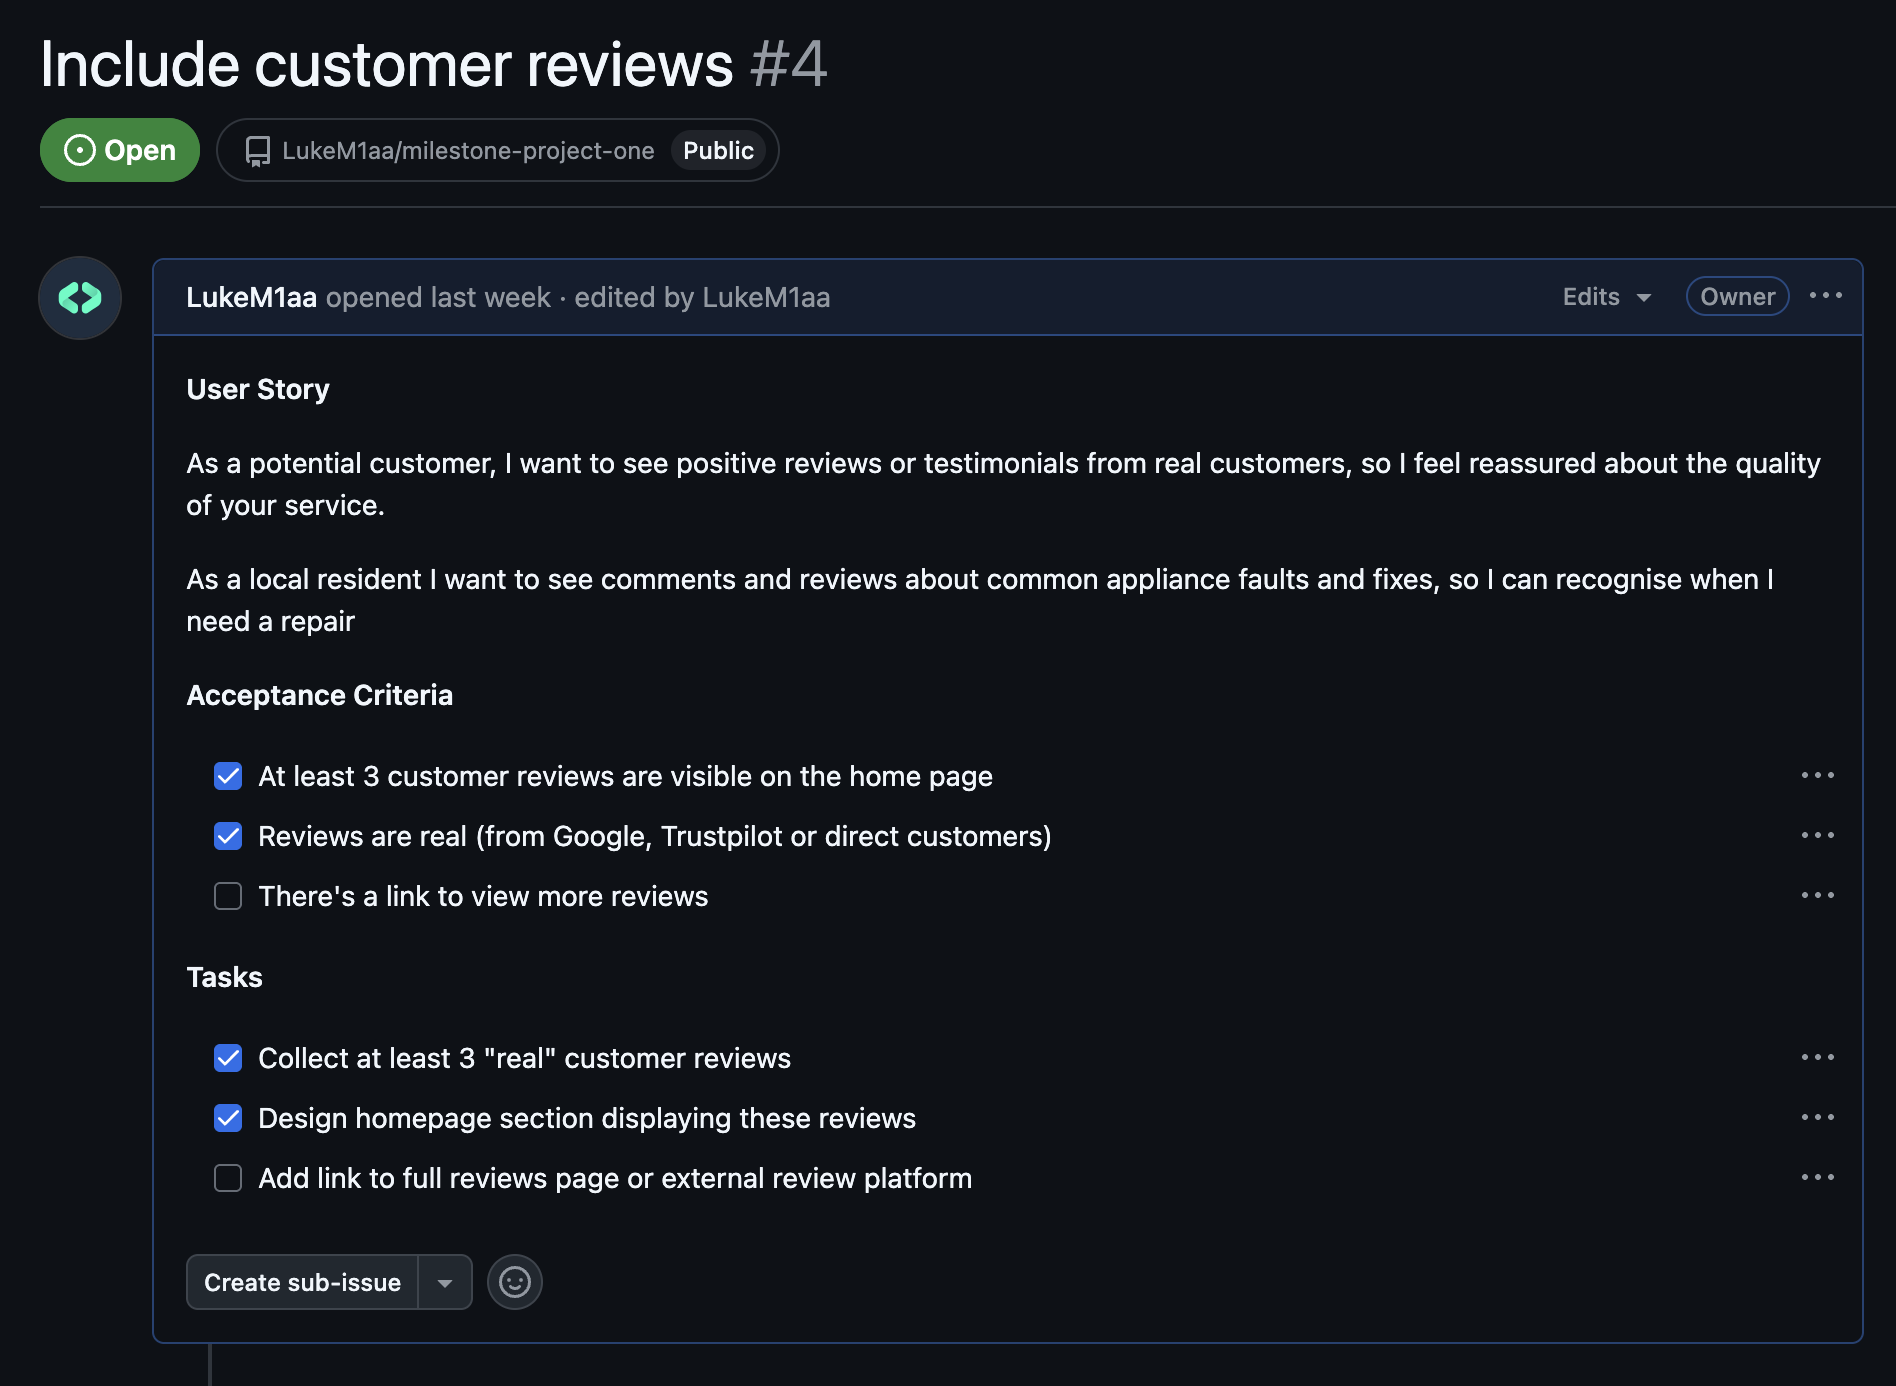 Include customer reviews #4
Open
LukeM1aa/milestone-project-one Public
LukeM1aa opened last week · edited by LukeM1aa
Edits
Owner
User Story
As a potential customer, I want to see positive reviews or testimonials from real customers, so I feel reassured about the quality
of your service.
As a local resident I want to see comments and reviews about common appliance faults and fixes, so I can recognise when I
need a repair
Acceptance Criteria
At least 3 customer reviews are visible on the home page
Reviews are real (from Google, Trustpilot or direct customers)
There's a link to view more reviews
Tasks
Collect at least 3 "real" customer reviews
Design homepage section displaying these reviews
Add link to full reviews page or external review platform
Create sub-issue